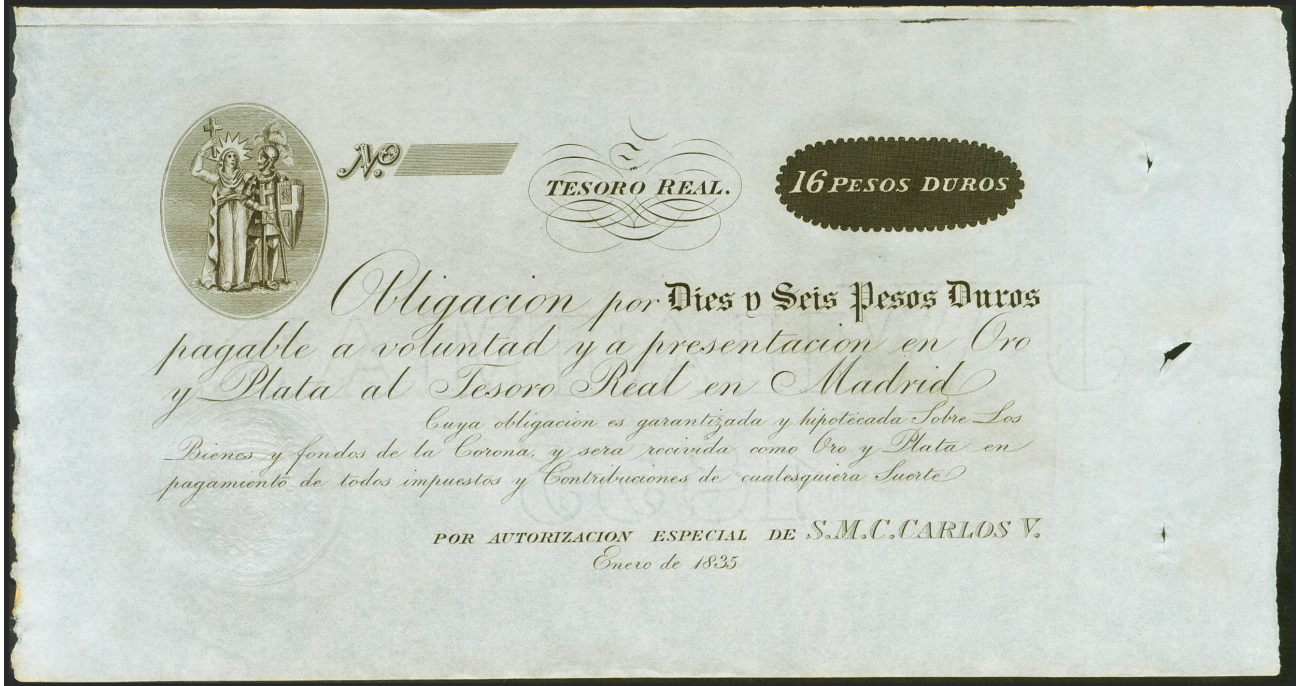 No.
TESORO REAL.
16 PESOS DUROS
Obligacion por Dies y Seis Pesos Duros
pagable a voluntad y a presentacion en Oro
y Plata al Tesoro Real en Madrid
Cuya obligacion es garantizada y hipotécada Sobre Los
Bienes y fondos de la Corona, y sera recivida como Oro y Plata en
pagamiento de todos impuestos y Contribuciones de cualesquiera Suerte
POR AUTORIZACION ESPECIAL DE S.M.C. CARLOS V.
Enero de 1835